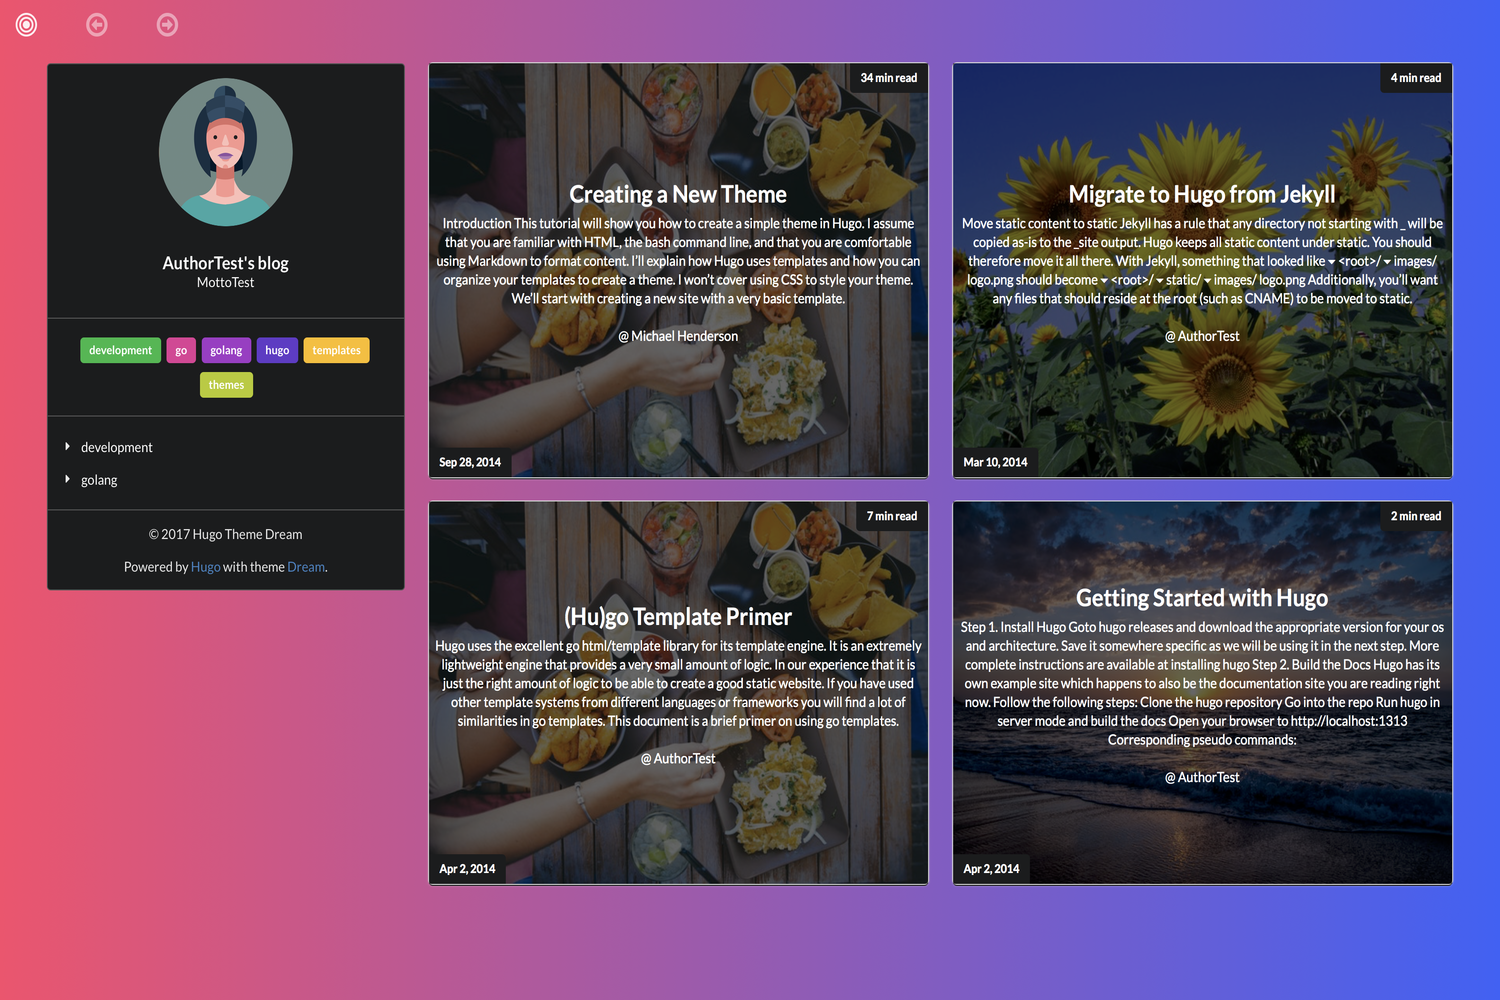 AuthorTest's blog
MottoTest
development
go
golang
hugo
templates
themes
development
golang
© 2017 Hugo Theme Dream
Powered by Hugo with theme Dream.
34 min read
Creating a New Theme
Introduction This tutorial will show you how to create a simple theme in Hugo. I assume
that you are familiar with HTML, the bash command line, and that you are comfortable
using Markdown to format content. I'll explain how Hugo uses templates and how you can
organize your templates to create a theme. I won't cover using CSS to style your theme.
We'll start with creating a new site with a very basic template.
@ Michael Henderson
Sep 28, 2014
4 min read
Migrate to Hugo from Jekyll
Move static content to static Jekyll has a rule that any directory not starting with _ will be
copied as-is to the _site output. Hugo keeps all static content under static. You should
therefore move it all there. With Jekyll, something that looked like ▾ <root>/ ▾ images/
logo.png should become ▾ <root>/ ▾ static/ ▾ images/ logo.png Additionally, you'll want
any files that should reside at the root (such as CNAME) to be moved to static.
@ AuthorTest
Mar 10, 2014
7 min read
(Hu)go Template Primer
Hugo uses the excellent go html/template library for its template engine. It is an extremely
lightweight engine that provides a very small amount of logic. In our experience that it is
just the right amount of logic to be able to create a good static website. If you have used
other template systems from different languages or frameworks you will find a lot of
similarities in go templates. This document is a brief primer on using go templates.
@ AuthorTest
Apr 2, 2014
2 min read
Getting Started with Hugo
Step 1. Install Hugo Goto hugo releases and download the appropriate version for your os
and architecture. Save it somewhere specific as we will be using it in the next step. More
complete instructions are available at installing hugo Step 2. Build the Docs Hugo has its
own example site which happens to also be the documentation site you are reading right
now. Follow the following steps: Clone the hugo repository Go into the repo Run hugo in
server mode and build the docs Open your browser to http://localhost:1313
Corresponding pseudo commands:
@ AuthorTest
Apr 2, 2014